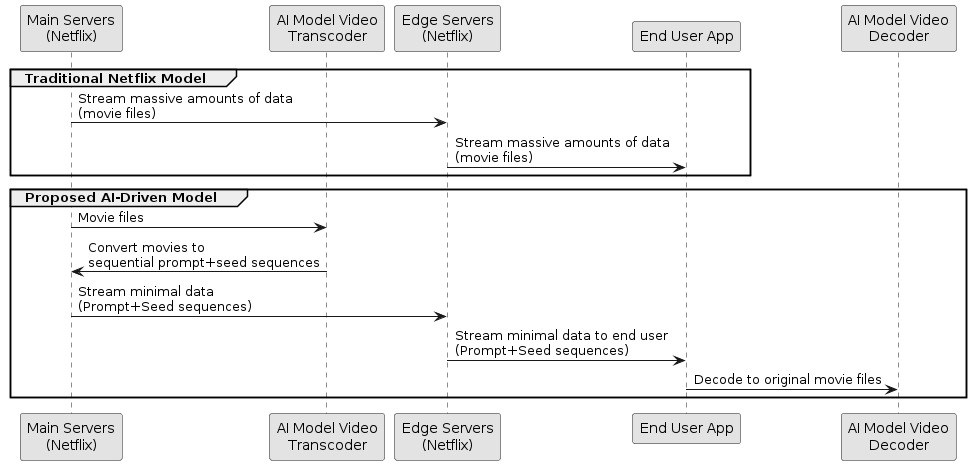 Main Servers
(Netflix)
AI Model Video
Transcoder
Edge Servers
(Netflix)
End User App
AI Model Video
Decoder
Traditional Netflix Model
Stream massive amounts of data
(movie files)
Stream massive amounts of data
(movie files)
Proposed AI-Driven Model
Movie files
Convert movies to
sequential prompt+seed sequences
Stream minimal data
(Prompt+Seed sequences)
Stream minimal data to end user
(Prompt+Seed sequences)
Decode to original movie files
Main Servers
(Netflix)
AI Model Video
Transcoder
Edge Servers
(Netflix)
End User App
AI Model Video
Decoder